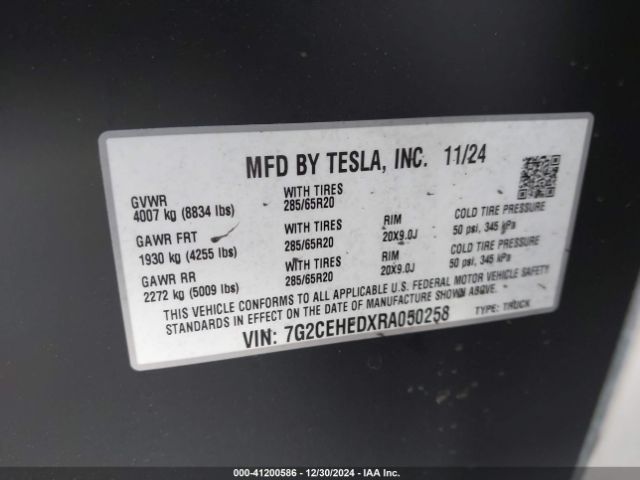 MFD BY TESLA, INC. 11/24
GVWR
4007 kg (8834 lbs)
WITH TIRES
285/65R20
GAWR FRT
1930 kg (4255 lbs)
WITH TIRES
285/65R20
RIM
20X9.0J
COLD TIRE PRESSURE
50 psi, 345 kPa
GAWR RR
2272 kg (5009 lbs)
WITH TIRES
285/65R20
RIM
20X9.0J
COLD TIRE PRESSURE
50 psi, 345 kPa
THIS VEHICLE CONFORMS TO ALL APPLICABLE U.S. FEDERAL MOTOR VEHICLE SAFETY
STANDARDS IN EFFECT ON THE DATE OF MANUFACTURE SHOWN ABOVE.
VIN: 7G2CEHEDXRA050258
TYPE: TRUCK
000-41200586 - 12/30/2024 - IAA Inc.